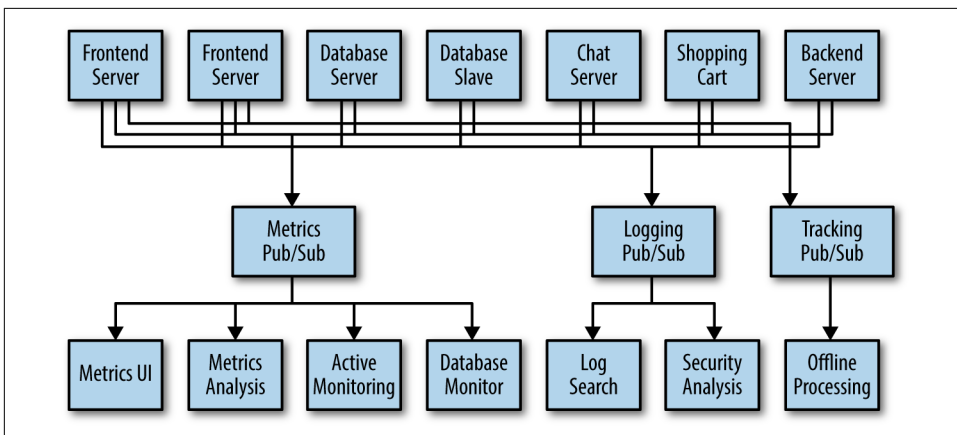 Frontend
Server
Frontend
Server
Database
Server
Database
Slave
Chat
Server
Shopping
Cart
Backend
Server
Metrics
Pub/Sub
Logging
Pub/Sub
Tracking
Pub/Sub
Metrics UI
Metrics
Analysis
Active
Monitoring
Database
Monitor
Log
Search
Security
Analysis
Offline
Processing